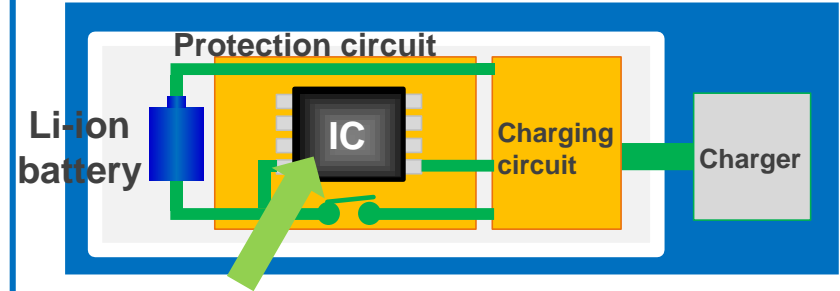 Protection circuit
Li-ion
battery
IC
Charging
circuit
Charger